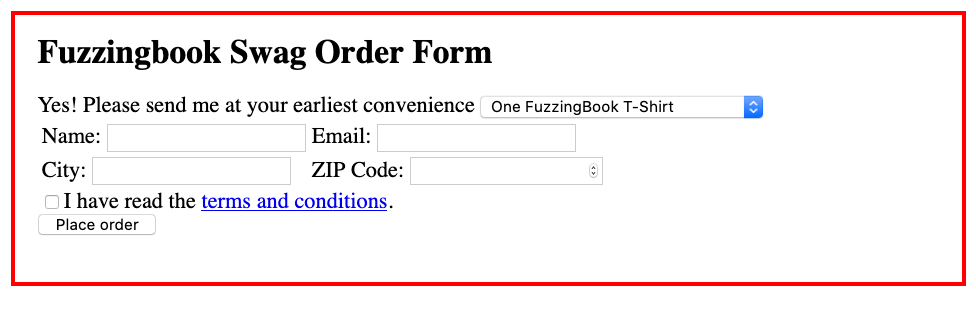 Fuzzingbook Swag Order Form
Yes! Please send me at your earliest convenience One FuzzingBook T-Shirt
Name: Email:
City: ZIP Code:
I have read the terms and conditions.
Place order